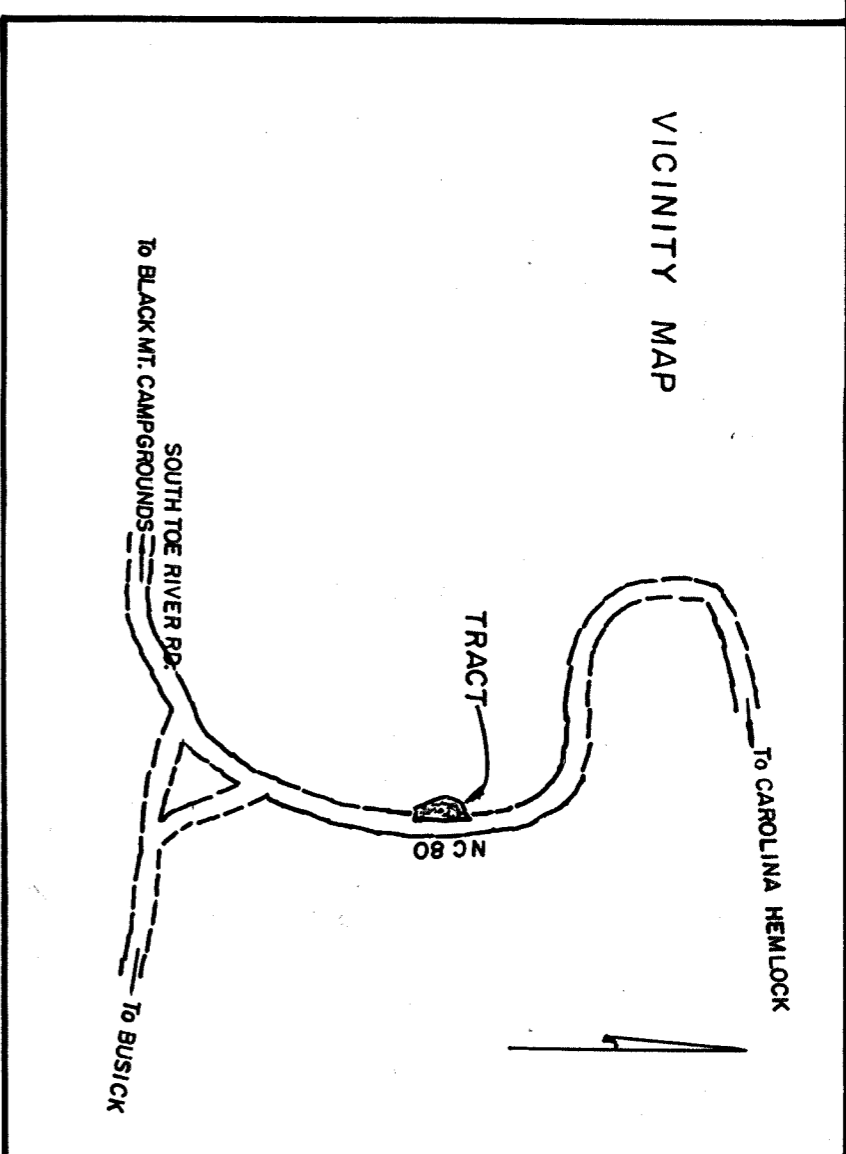 VICINITY MAP
To CAROLINA HEMLOCK
TRACT
NC 80
SOUTH TOE RIVER RD.
To BLACK MT. CAMPGROUNDS
To BUSICK